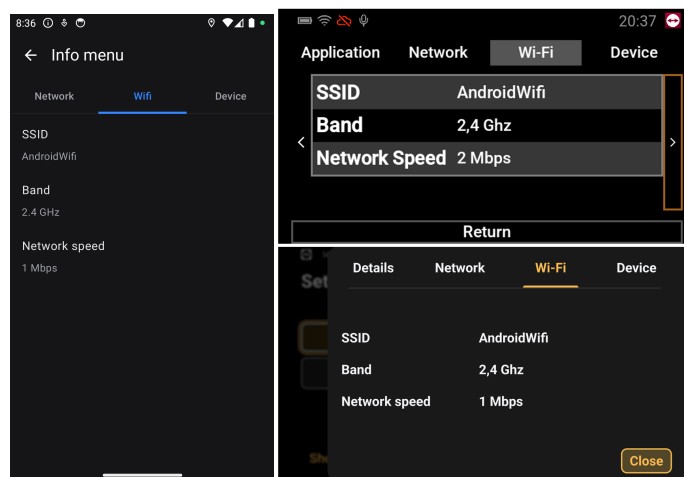 8:36
Info menu
Network Wifi Device
SSID
AndroidWifi
Band
2.4 GHz
Network speed
1 Mbps
20:37
Application Network Wi-Fi Device
SSID AndroidWifi
Band 2,4 Ghz
Network Speed 2 Mbps
Return
Set
Details Network Wi-Fi Device
SSID AndroidWifi
Band 2,4 Ghz
Network speed 1 Mbps
Sho
Close